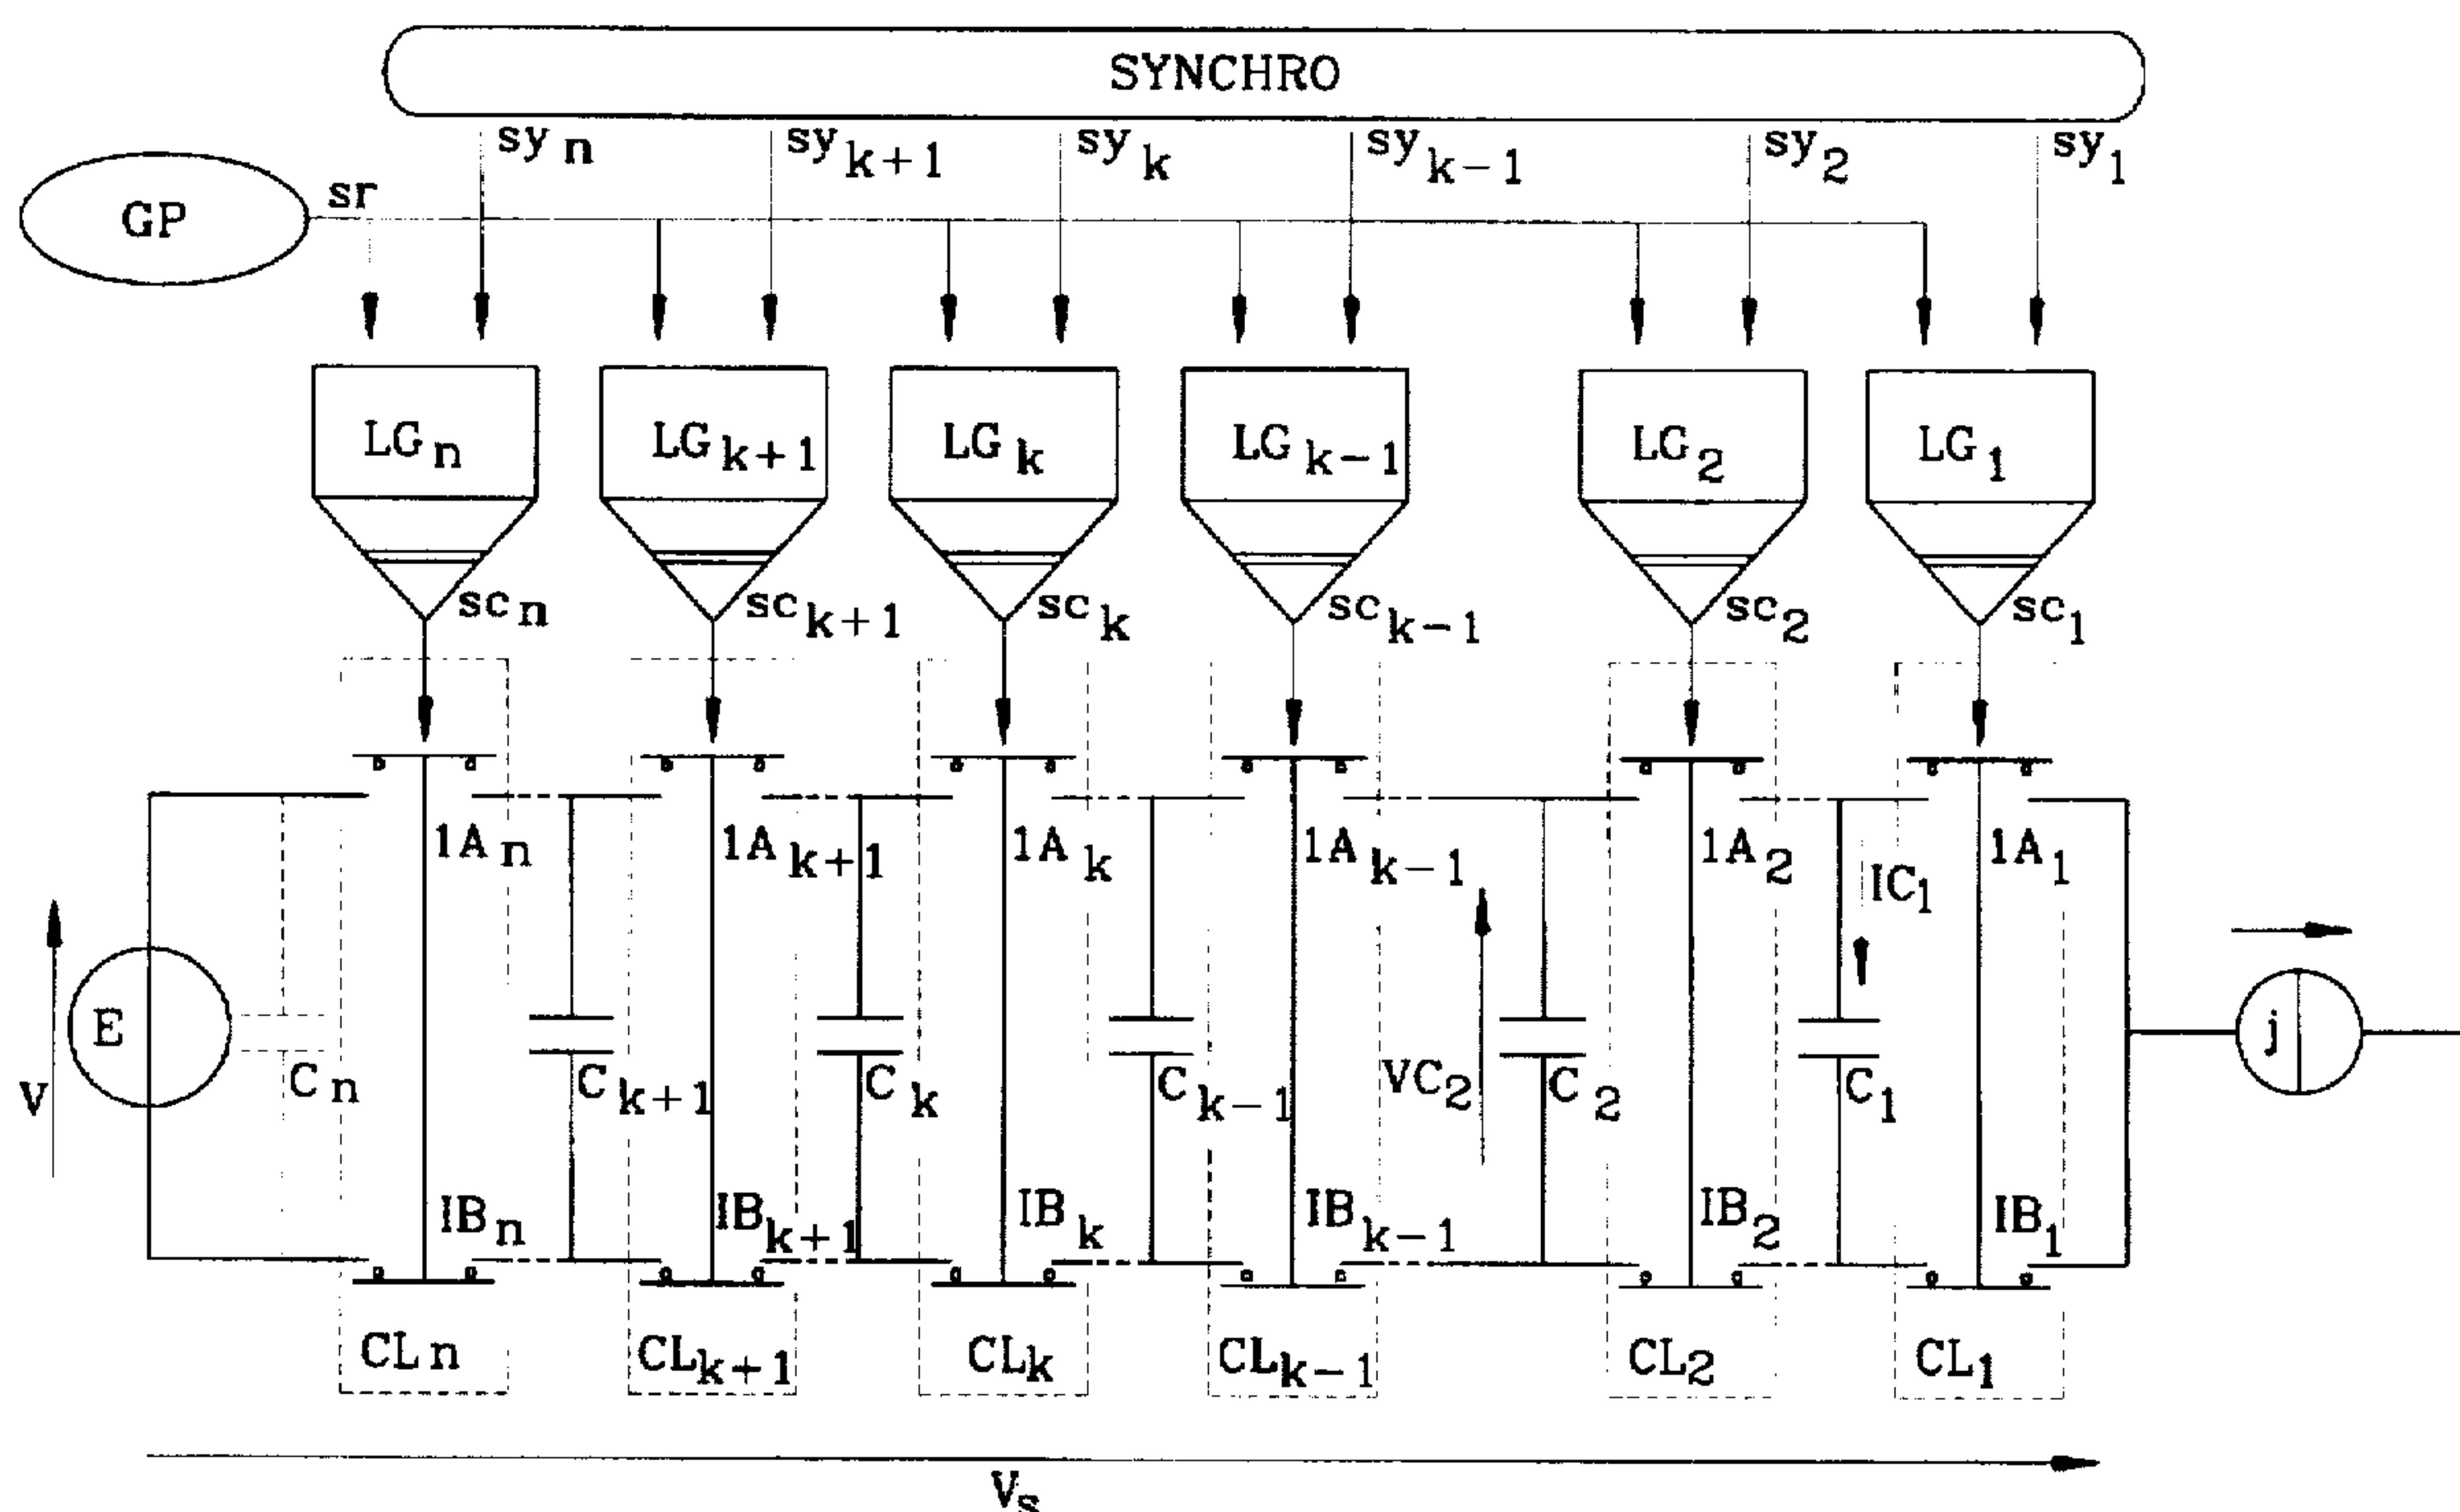 SYNCHRO
sy n sy k+1 sy k sy k-1 sy 2 sy 1
GP sr
LG n LG k+1 LG k LG k-1 LG 2 LG 1
sc n sc k+1 sc k sc k-1 sc 2 sc 1
1A n 1A k+1 1A k 1A k-1 1A 2 IC 1 1A 1
V E C n C k+1 C k C k-1 VC 2 C 2 C 1 j
IB n IB k+1 IB k IB k-1 IB 2 IB 1
CL n CL k+1 CL k CL k-1 CL 2 CL 1
V s